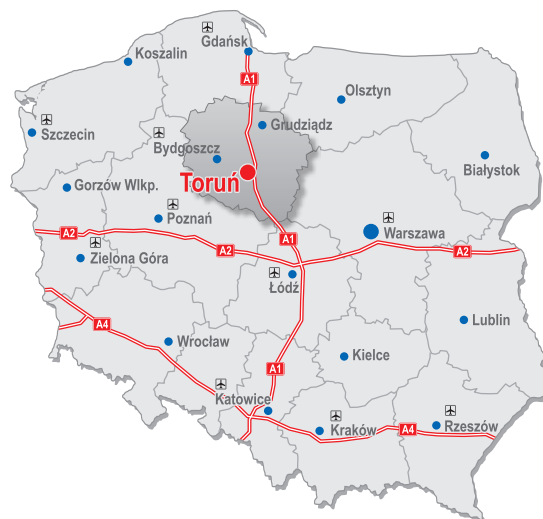 Gdańsk
Koszalin
A1
Olsztyn
Grudziądz
Szczecin
Bydgoszcz
Białystok
Toruń
Gorzów Wlkp.
Poznań
A2
A1
Warszawa
A2
A2
Zielona Góra
Łódź
A4
Lublin
Wrocław
Kielce
A1
Katowice
Kraków
A4
Rzeszów